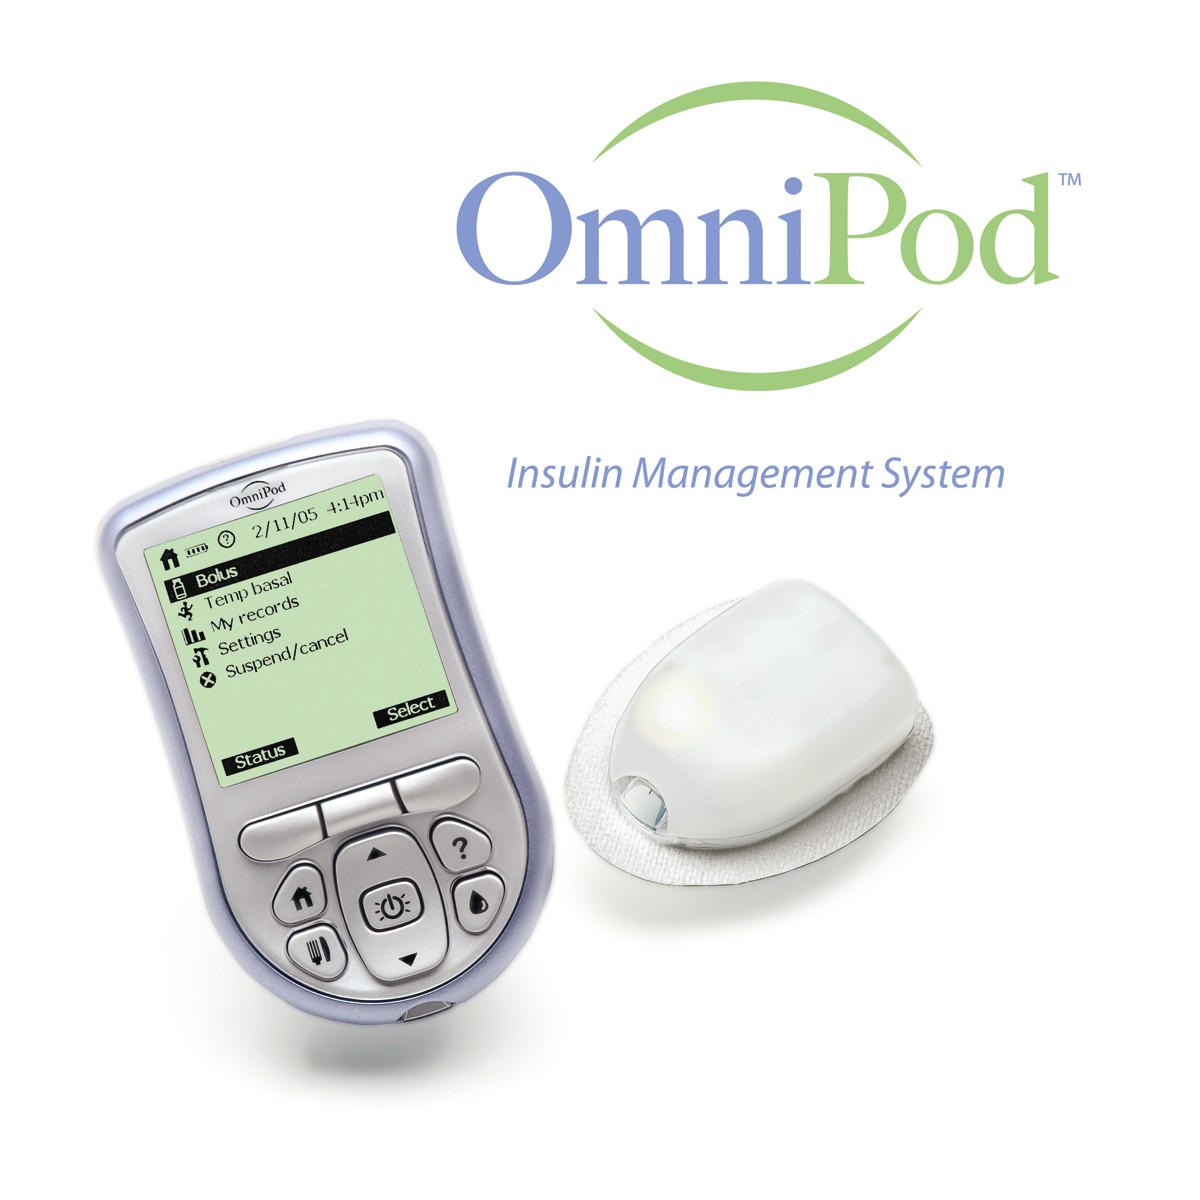 OmniPod™
Insulin Management System
OmniPod
2/11/05 4:14pm
Bolus
Temp basal
My records
Settings
Suspend/cancel
Select
Status
?